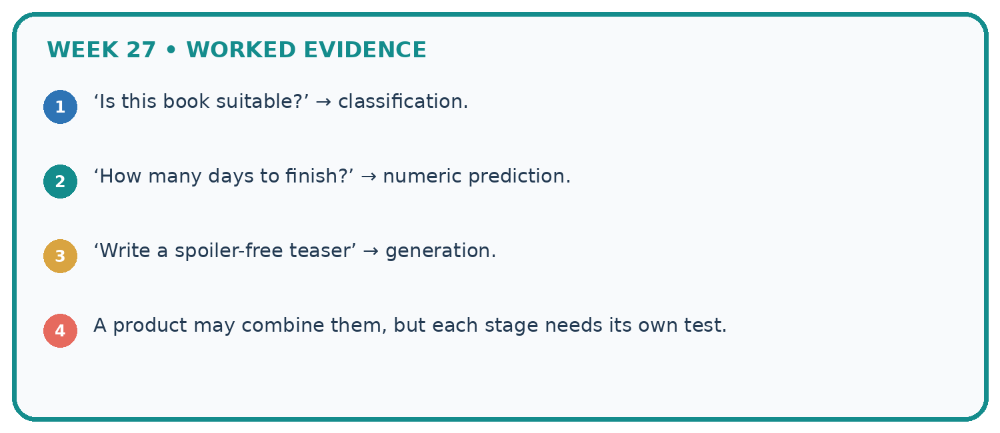 WEEK 27 • WORKED EVIDENCE
1 ‘Is this book suitable?’ → classification.
2 ‘How many days to finish?’ → numeric prediction.
3 ‘Write a spoiler-free teaser’ → generation.
4 A product may combine them, but each stage needs its own test.